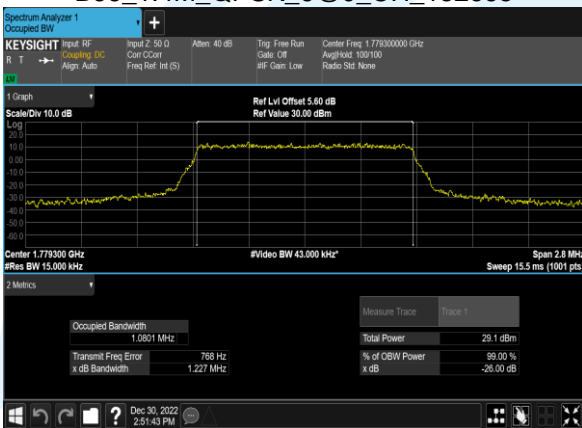 Spectrum Analyzer 1
Occupied BW
+
KEYSIGHT
Input: RF
Coupling: DC
Align: Auto
Input Z: 50 Ω
Corr CCorr
Freq Ref: Int (S)
Atten: 40 dB
Trig: Free Run
Gate: Off
#IF Gain: Low
Center Freq: 1.779300000 GHz
Avg|Hold: 100/100
Radio Std: None
R T
LM
1 Graph
Scale/Div 10.0 dB
Ref Lvl Offset 5.60 dB
Ref Value 30.00 dBm
Log
20.0
10.0
0.00
-10.0
-20.0
-30.0
-40.0
-50.0
-60.0
Center 1.779300 GHz
#Res BW 15.000 kHz
#Video BW 43.000 kHz*
Span 2.8 MHz
Sweep 15.5 ms (1001 pts
2 Metrics
Measure Trace
Trace 1
Occupied Bandwidth
1.0801 MHz
Total Power
29.1 dBm
Transmit Freq Error
768 Hz
% of OBW Power
99.00 %
x dB Bandwidth
1.227 MHz
x dB
-26.00 dB
?
Dec 30, 2022
2:51:43 PM